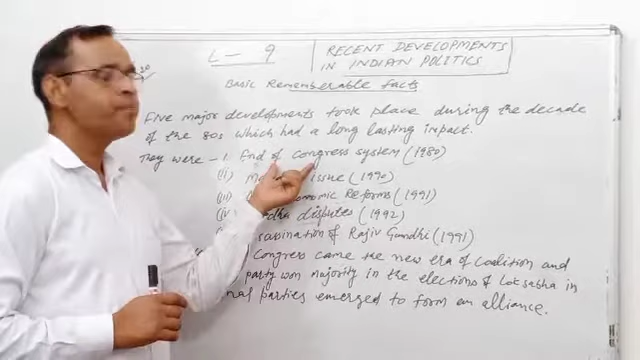 L - 9
RECENT DEVELOPMENTS
IN INDIAN POLITICS
BASIC Rememberable facts
Five major developments took place during the decade
of the 80s which had a long lasting impact.
They were - 1. End of Congress system (1980)
(ii) issue (1990)
(iii) Reforms (1991)
(iv) disputes (1992)
of Rajiv Gandhi (1991)
Congress came the new era of Coalition and
party won majority in the elections of Loksabha in
parties emerged to form an alliance.